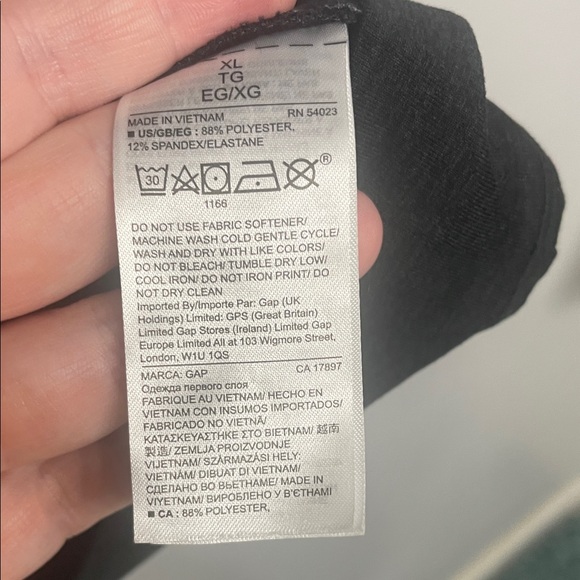 XL
TG
EG/XG
MADE IN VIETNAM RN 54023
■ US/GB/EG : 88% POLYESTER,
12% SPANDEX/ELASTANE
30 ®
1166
DO NOT USE FABRIC SOFTENER/
MACHINE WASH COLD GENTLE CYCLE/
WASH AND DRY WITH LIKE COLORS/
DO NOT BLEACH/ TUMBLE DRY LOW/
COOL IRON/ DO NOT IRON PRINT/ DO
NOT DRY CLEAN
Imported By/Importe Par: Gap (UK
Holdings) Limited: GPS (Great Britain)
Limited Gap Stores (Ireland) Limited Gap
Europe Limited All at 103 Wigmore Street,
London, W1U 1QS
MARCA: GAP CA 17897
Одежда первого слоя
FABRIQUE AU VIETNAM/ HECHO EN
VIETNAM CON INSUMOS IMPORTADOS/
FABRICADO NO VIETNÃ/
ΚΑΤΑΣΚΕΥΑΣΤΗΚΕ ΣΤΟ ΒΙΕΤΝΑΜ/ 越南
製造/ ZEMLJA PROIZVODNJE
VIJETNAM/ SZÁRMAZÁSI HELY:
VIETNÁM/ DIBUAT DI VIETNAM/
СДЕЛАНО ВО ВЬЕТНАМЕ/ MADE IN
VIYETNAM/ ВИРОБЛЕНО У В'ЄТНАМІ
■ CA : 88% POLYESTER,